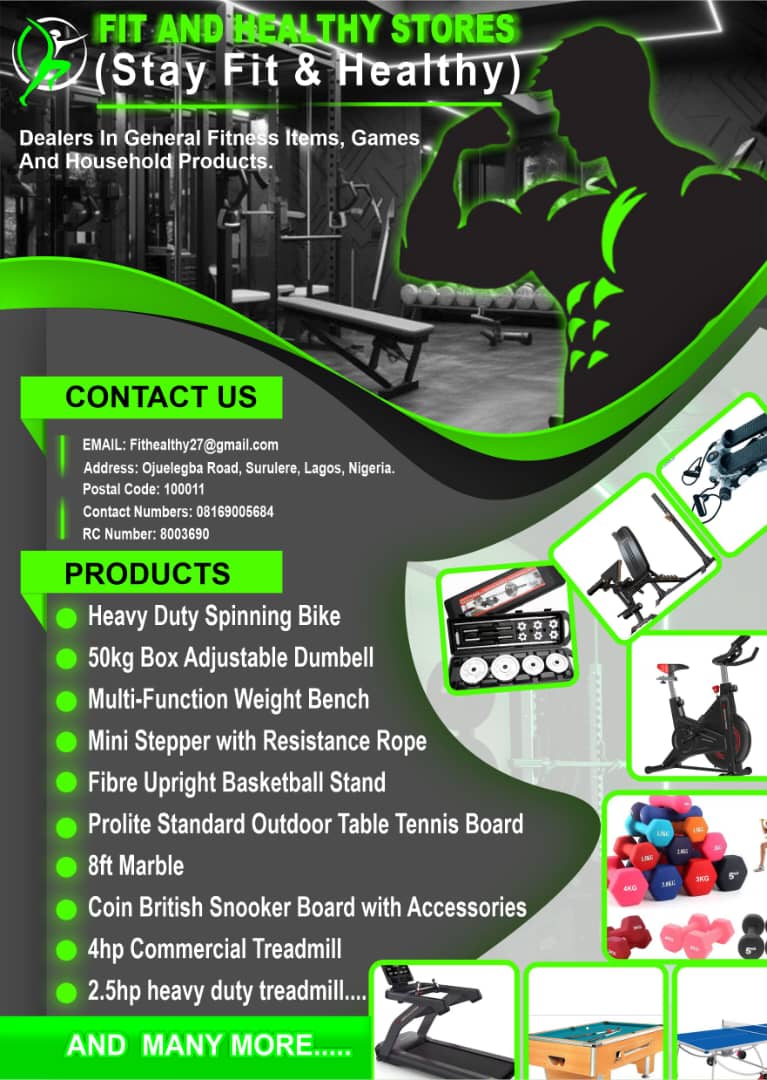 FIT AND HEALTHY STORES
(Stay Fit & Healthy)
Dealers In General Fitness Items, Games
And Household Products.
CONTACT US
EMAIL: Fithealthy27@gmail.com
Address: Ojuelegba Road, Surulere, Lagos, Nigeria.
Postal Code: 100011
Contact Numbers: 08169005684
RC Number: 8003690
PRODUCTS
Heavy Duty Spinning Bike
50kg Box Adjustable Dumbell
Multi-Function Weight Bench
Mini Stepper with Resistance Rope
Fibre Upright Basketball Stand
Prolite Standard Outdoor Table Tennis Board
8ft Marble
Coin British Snooker Board with Accessories
4hp Commercial Treadmill
2.5hp heavy duty treadmill....
AND MANY MORE.....
4KG
3KG